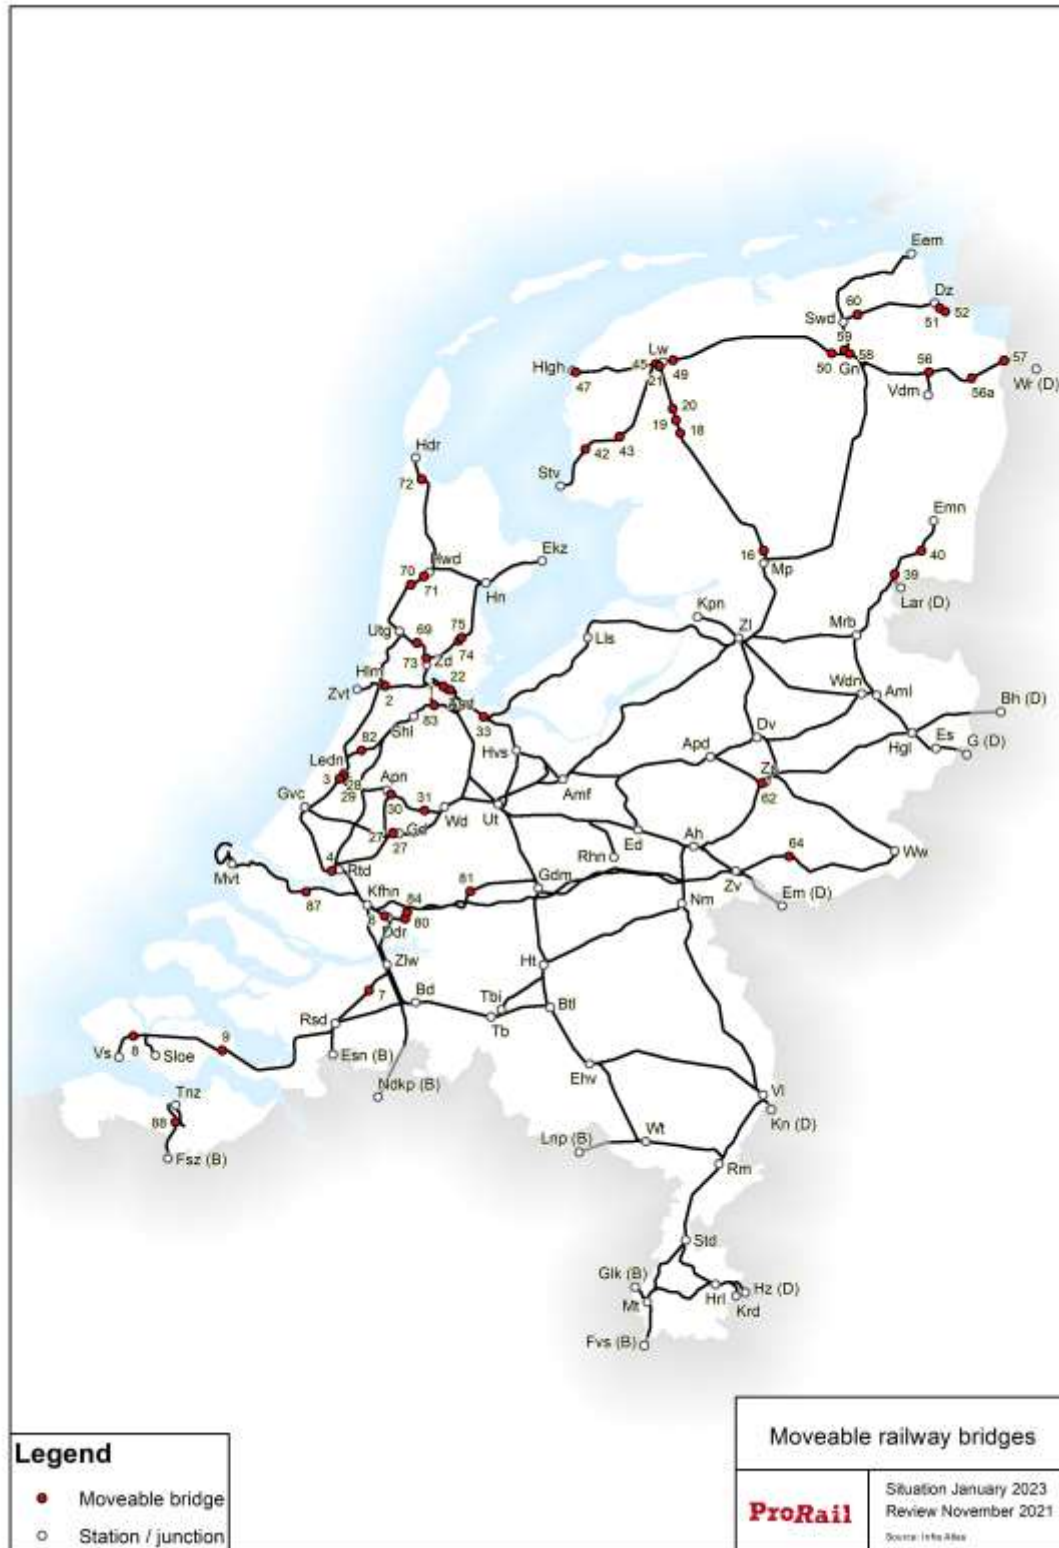 Eem
Dz
60
Swd
51
52
59
Lw
45
49
58
56
57
Hlgh
21
50
Gn
47
Vdm
56a
Wr (D)
20
19
18
Hdr
42
43
72
Stv
Emn
Ekz
16
40
Rwd
Mp
70
71
39
Hn
Lar (D)
Kpn
Utg
69
75
Lls
Zl
Mrb
74
73
Zd
Hlm
22
Wdn
Zvt
2
Aml
Bh (D)
83
Shl
33
Dv
Es
82
Hvs
Apd
Hgl
G (D)
Ledn
3
28
Apn
29
30
31
Amf
62
Gvc
Wd
Ut
27
Gd
27
Ed
Ah
64
4
Rhn
Ww
Mvt
Rtd
Zv
81
Gdm
Kfhn
84
Em (D)
87
8
80
Nm
Ddr
Zlw
Ht
7
Bd
Tbi
Btl
Rsd
Tb
8
9
Vs
Sloe
Esn (B)
Ehv
Tnz
Ndkp (B)
Vl
88
Kn (D)
Lnp (B)
Wt
Fsz (B)
Rm
Std
Glk (B)
Hz (D)
Mt
Hrl
Krd
Fvs (B)
Moveable railway bridges
Legend
Moveable bridge
Station / junction
ProRail
Situation January 2023
Review November 2021
Source: Infra Atlas